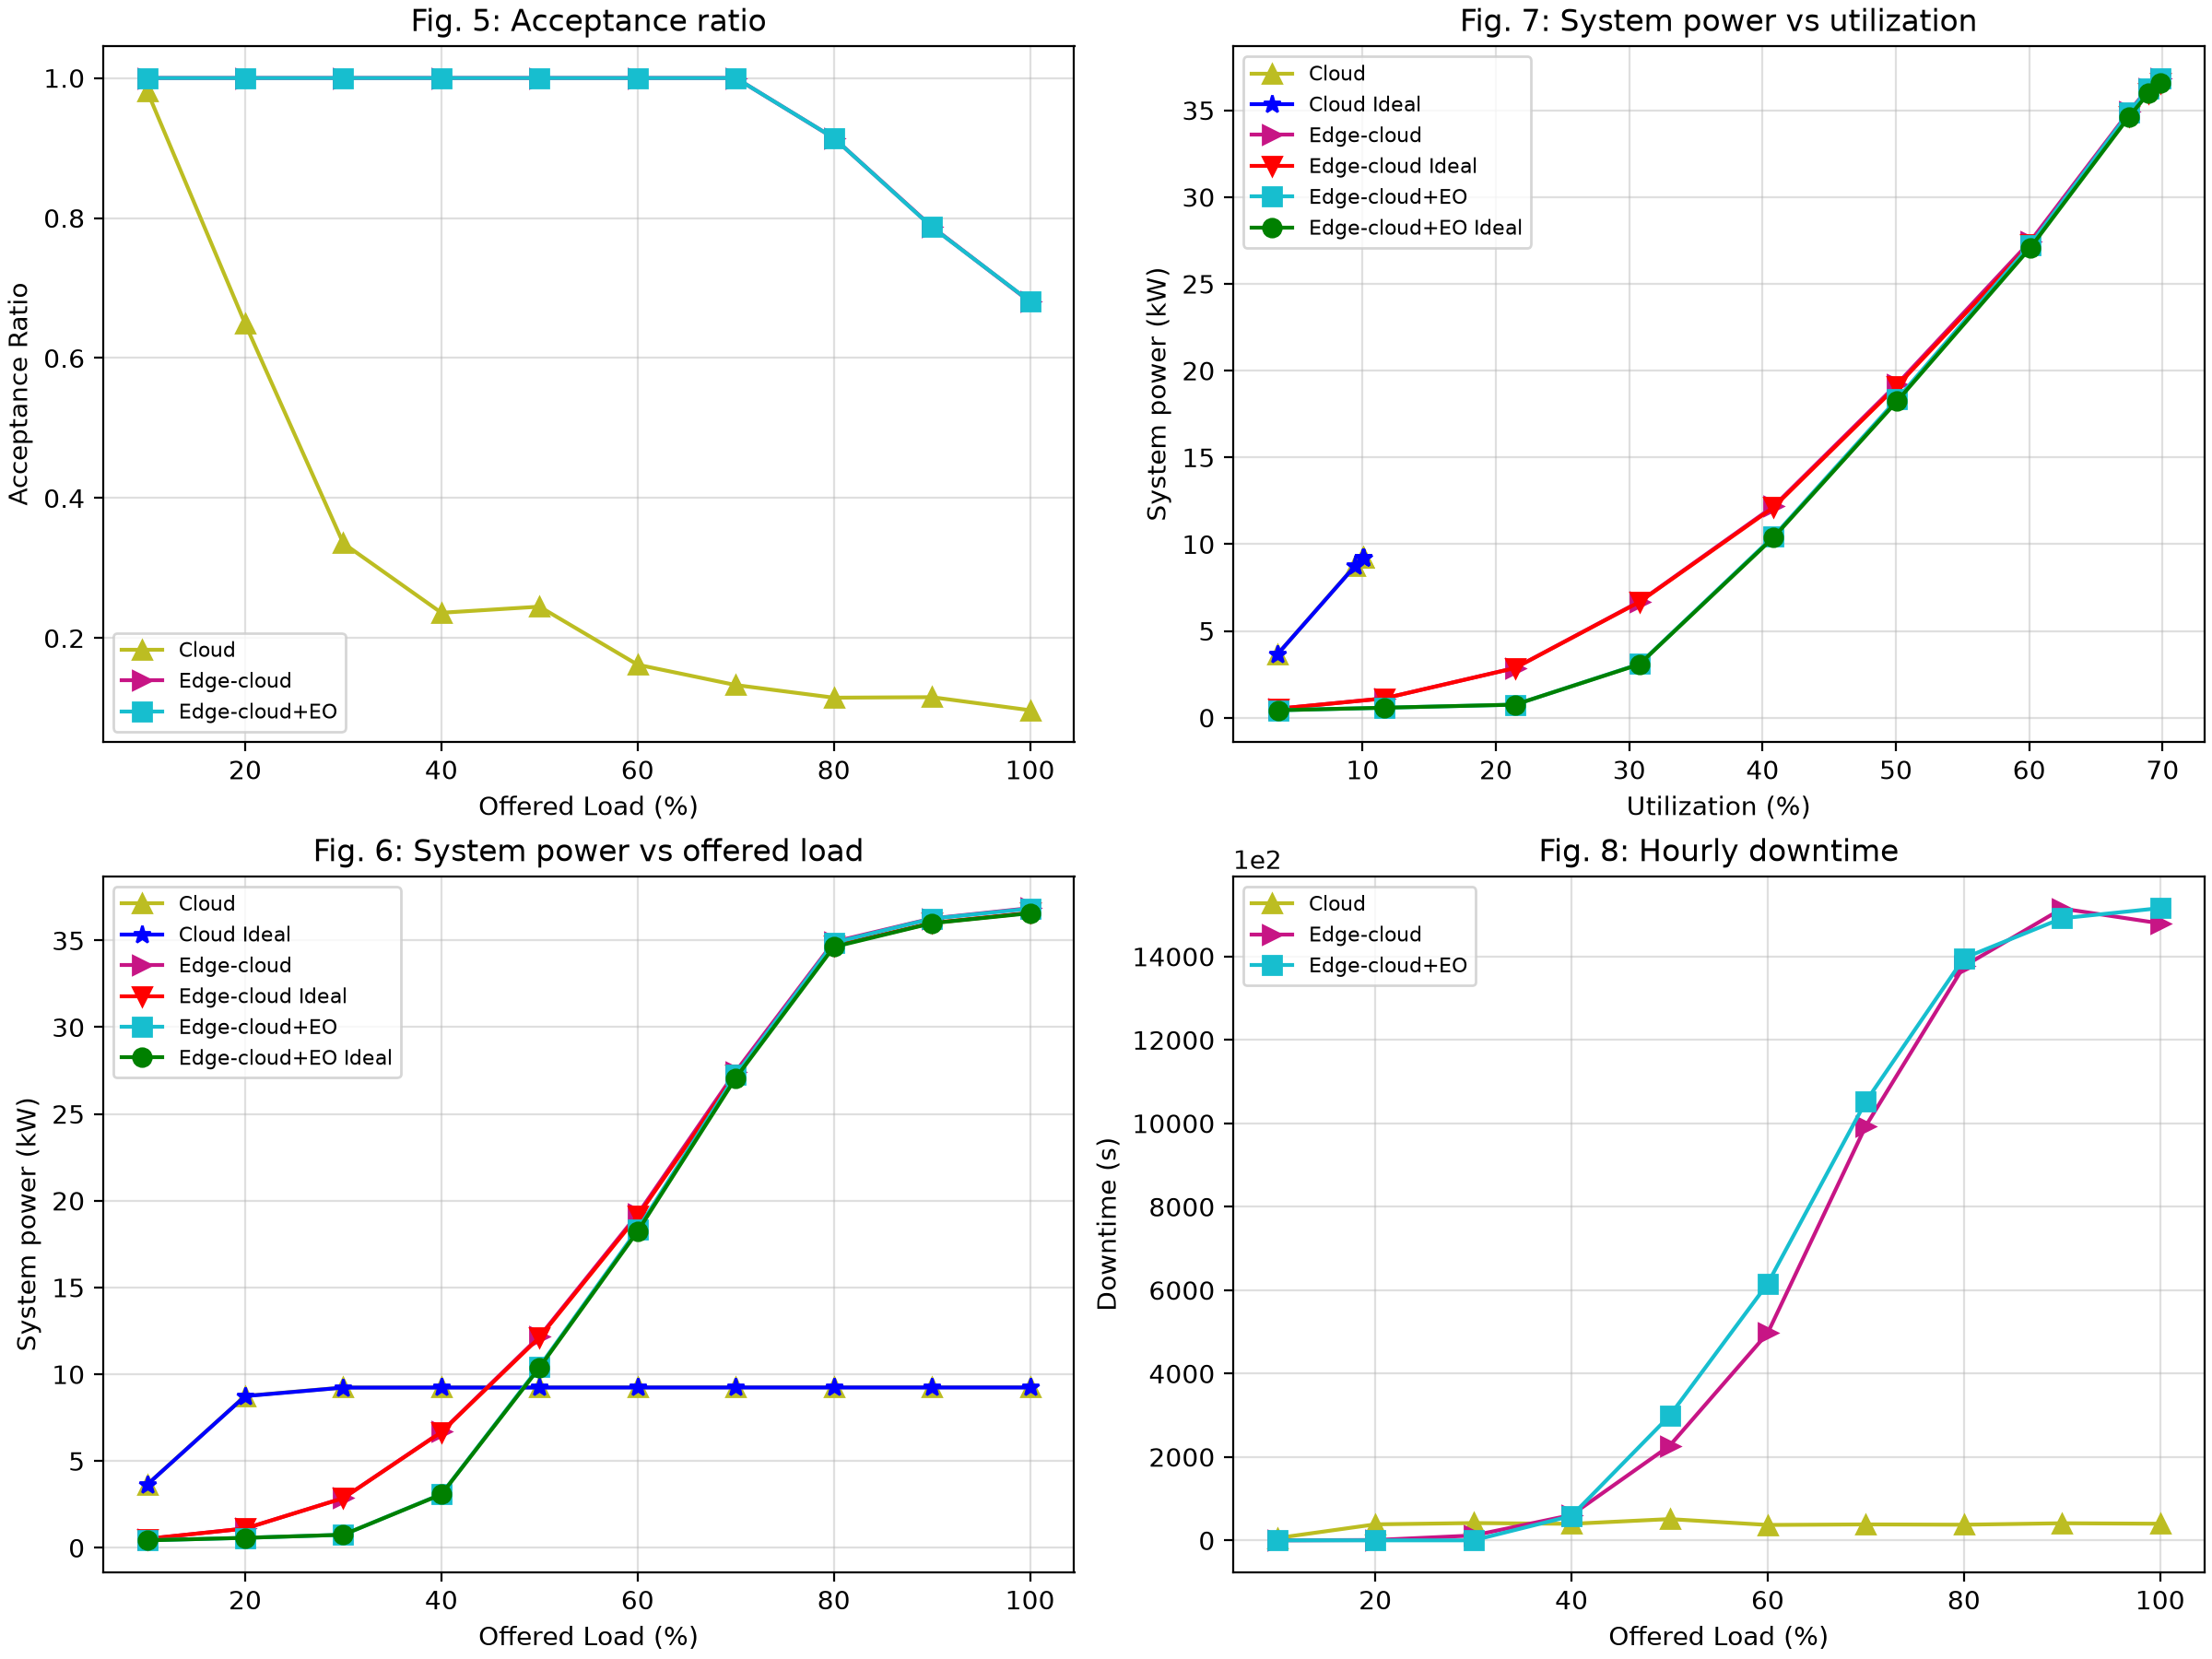 Fig. 5: Acceptance ratio
Acceptance Ratio
1.0
0.8
0.6
0.4
0.2
Cloud
Edge-cloud
Edge-cloud+EO
20
40
60
80
100
Offered Load (%)
Fig. 7: System power vs utilization
System power (kW)
35
30
25
20
15
10
5
0
Cloud
Cloud Ideal
Edge-cloud
Edge-cloud Ideal
Edge-cloud+EO
Edge-cloud+EO Ideal
10
20
30
40
50
60
70
Utilization (%)
Fig. 6: System power vs offered load
System power (kW)
35
30
25
20
15
10
5
0
Cloud
Cloud Ideal
Edge-cloud
Edge-cloud Ideal
Edge-cloud+EO
Edge-cloud+EO Ideal
20
40
60
80
100
Offered Load (%)
Fig. 8: Hourly downtime
1e2
Downtime (s)
14000
12000
10000
8000
6000
4000
2000
0
Cloud
Edge-cloud
Edge-cloud+EO
20
40
60
80
100
Offered Load (%)